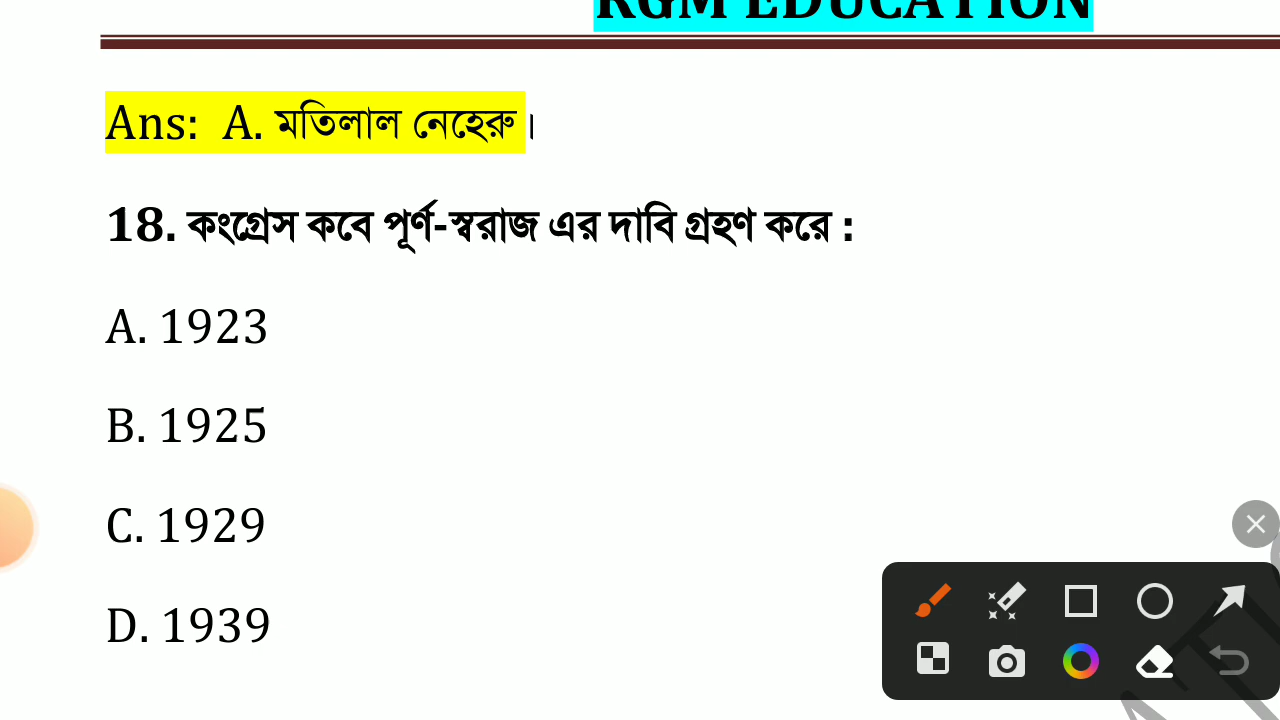 RGM EDUCATION
Ans: A. মতিলাল নেহেরু।
18. কংগ্রেস কবে পূর্ণ-স্বরাজ এর দাবি গ্রহণ করে :
A. 1923
B. 1925
C. 1929
D. 1939